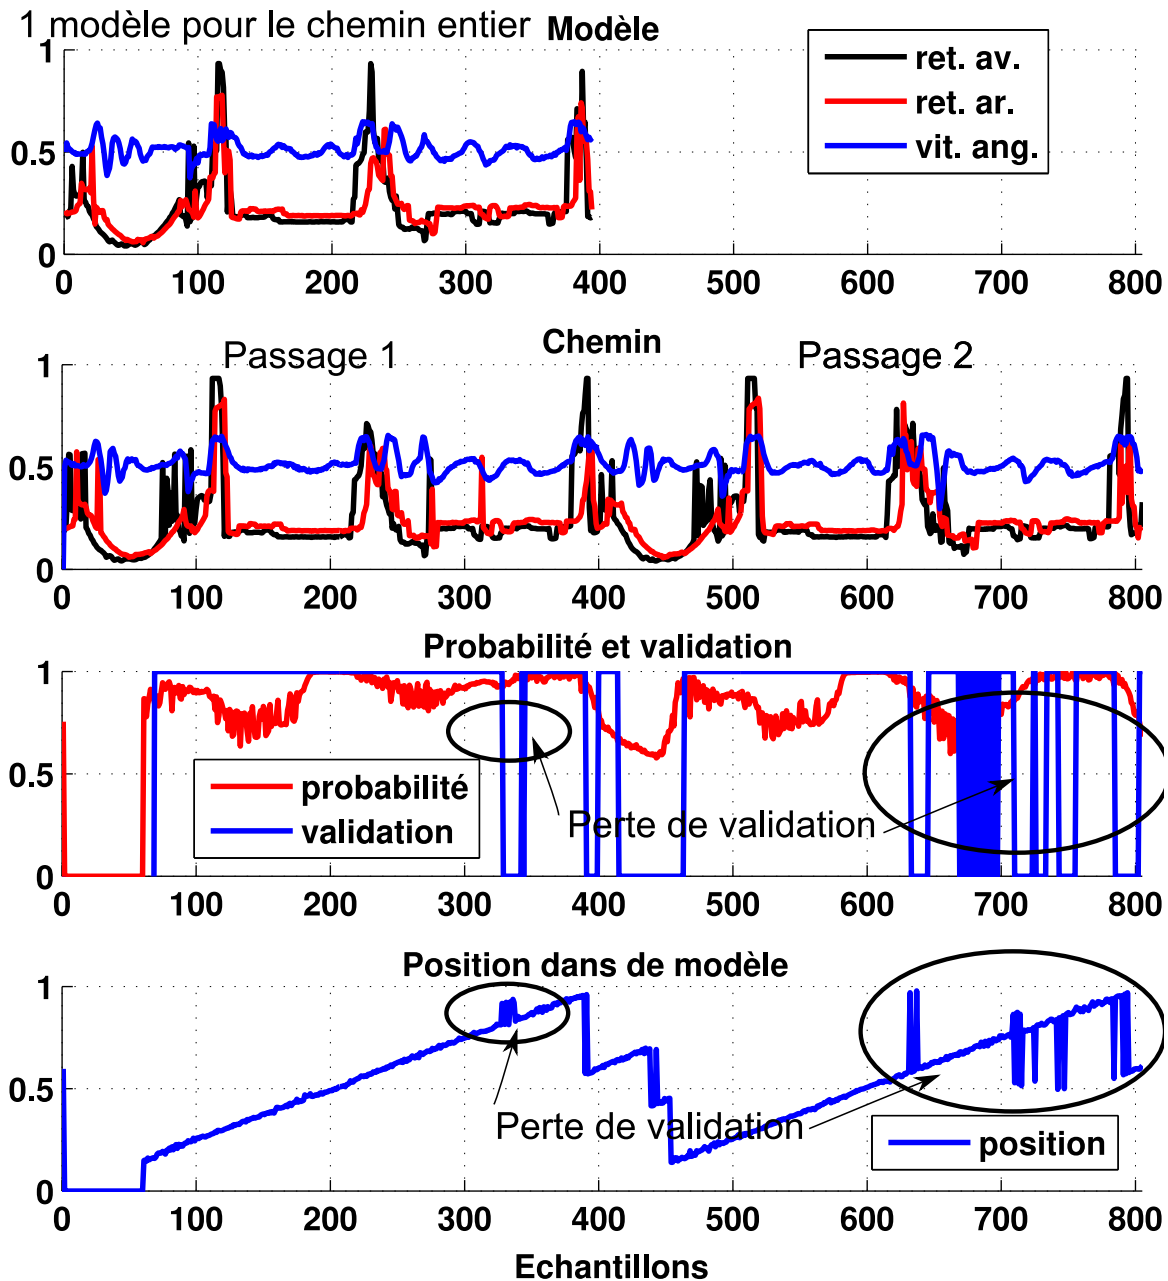 1 modèle pour le chemin entier Modèle
ret. av.
ret. ar.
vit. ang.
1
0.5
0
0 100 200 300 400 500 600 700 800
Chemin
Passage 1
Passage 2
1
0.5
0
0 100 200 300 400 500 600 700 800
Probabilité et validation
1
0.5
0
probabilité
validation
Perte de validation
0 100 200 300 400 500 600 700 800
Position dans de modèle
1
0.5
0
Perte de validation
position
0 100 200 300 400 500 600 700 800
Echantillons